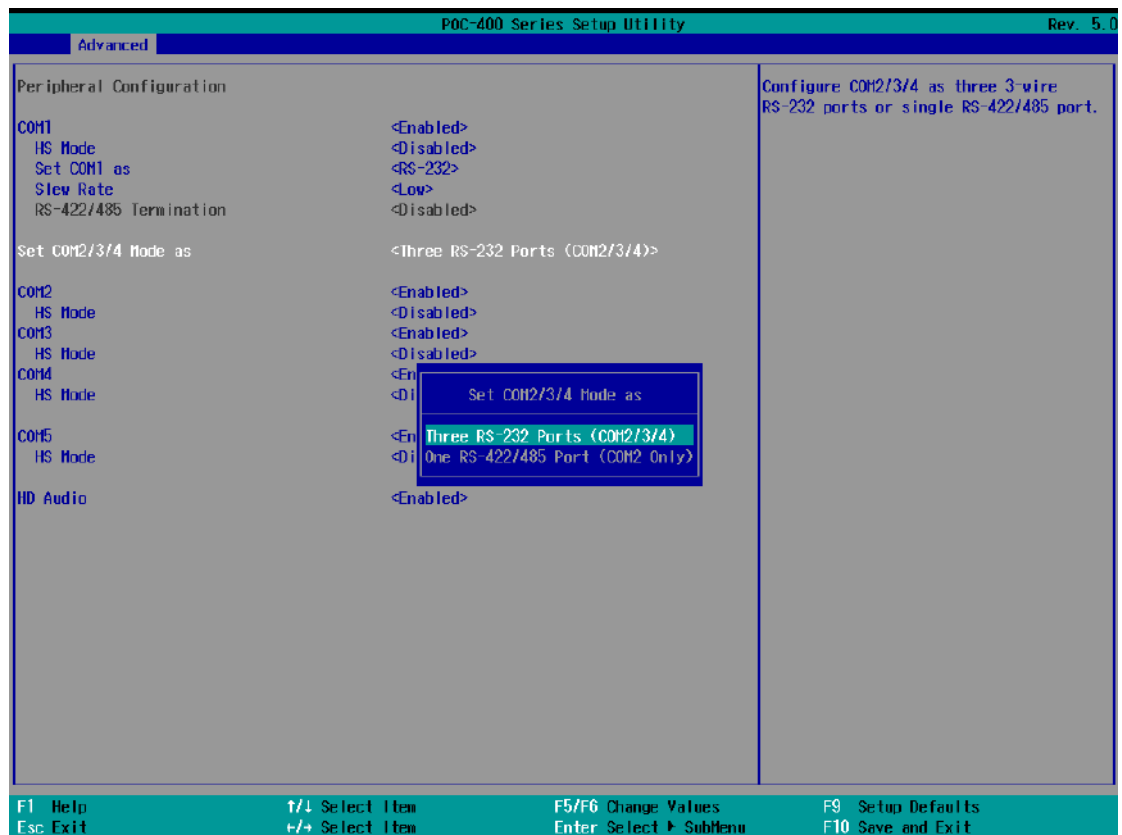 POC-400 Series Setup Utility Rev. 5.0
Advanced
Peripheral Configuration
COM1 <Enabled>
HS Mode <Disabled>
Set COM1 as <RS-232>
Slew Rate <Low>
RS-422/485 Termination <Disabled>
Set COM2/3/4 Mode as <Three RS-232 Ports (COM2/3/4)>
COM2 <Enabled>
HS Mode <Disabled>
COM3 <Enabled>
HS Mode <Disabled>
COM4 <En
HS Mode <Di
COM5 <En
HS Mode <Di
HD Audio <Enabled>
Set COM2/3/4 Mode as
Three RS-232 Ports (COM2/3/4)
One RS-422/485 Port (COM2 Only)
Configure COM2/3/4 as three 3-wire
RS-232 ports or single RS-422/485 port.
F1 Help ↑/↓ Select Item F5/F6 Change Values F9 Setup Defaults
Esc Exit ←/→ Select Item Enter Select ▶ SubMenu F10 Save and Exit